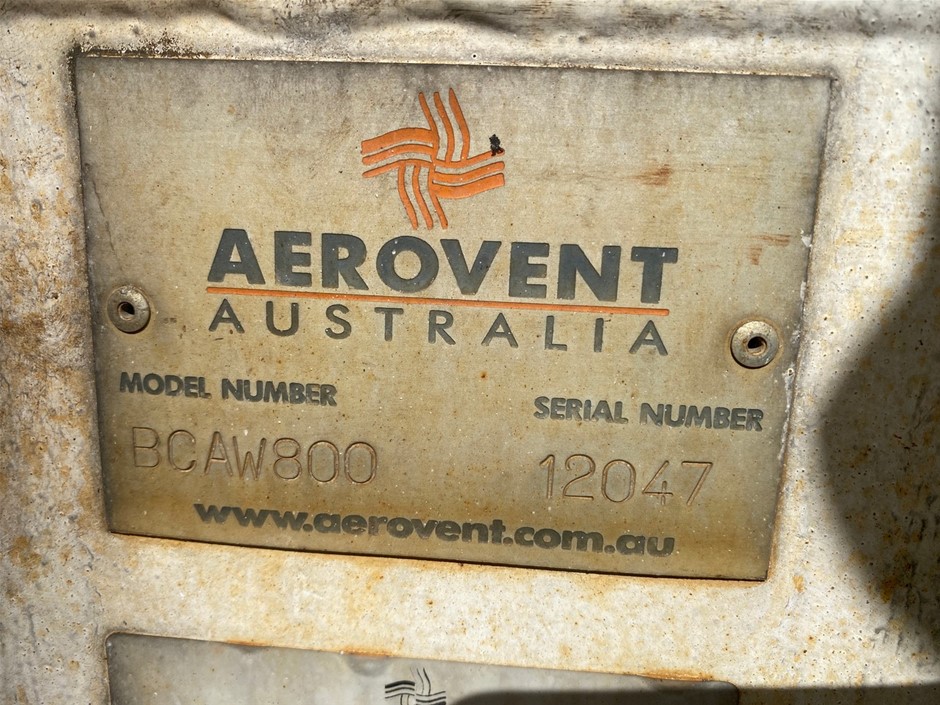 AEROVENT
AUSTRALIA
MODEL NUMBER
SERIAL NUMBER
BCAW800
12047
www.aerovent.com.au